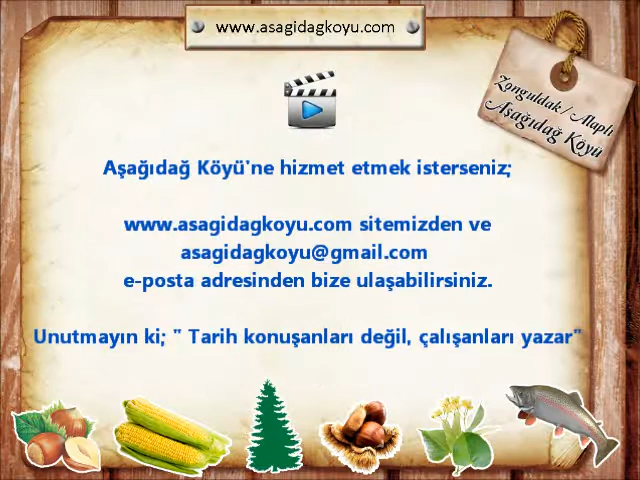 www.asagidagkoyu.com
Zonguldak / Alaplı
Aşağıdağ Köyü
Aşağıdağ Köyü'ne hizmet etmek isterseniz;
www.asagidagkoyu.com sitemizden ve
asagidagkoyu@gmail.com
e-posta adresinden bize ulaşabilirsiniz.
Unutmayın ki; " Tarih konuşanları değil, çalışanları yazar"